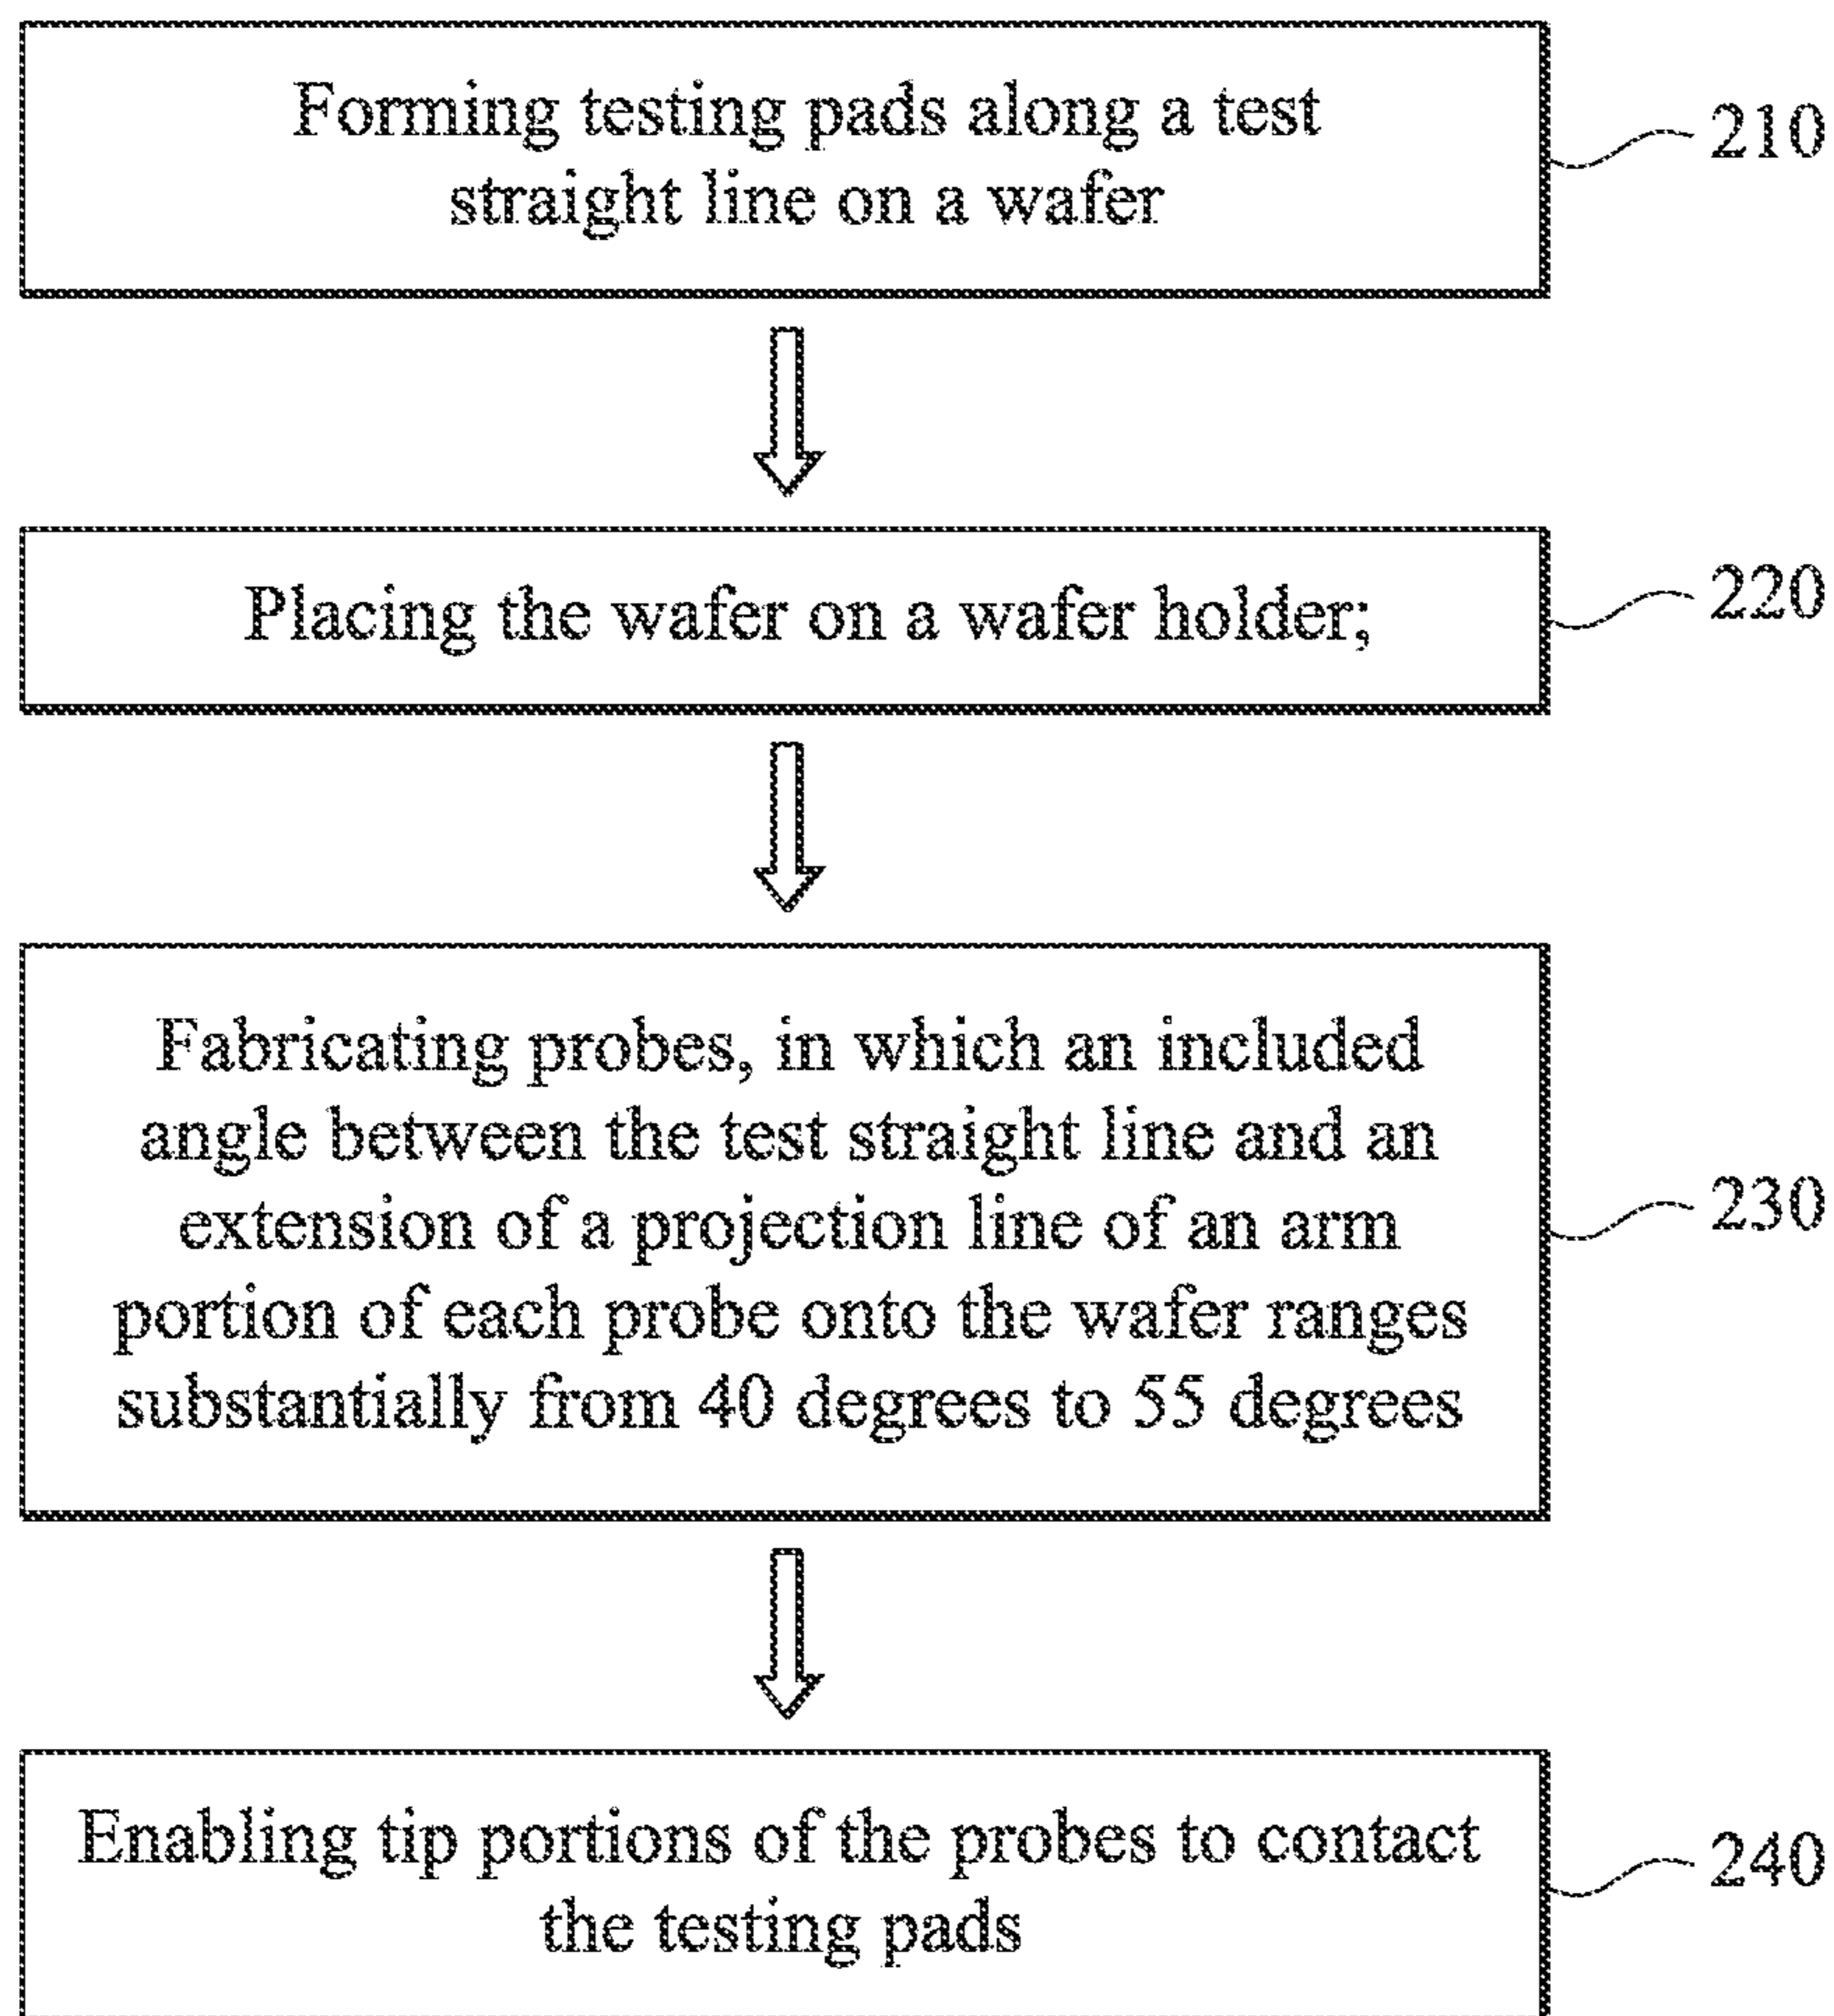 Forming testing pads along a test
straight line on a wafer
210
Placing the wafer on a wafer holder;
220
Fabricating probes, in which an included
angle between the test straight line and an
extension of a projection line of an arm
portion of each probe onto the wafer ranges
substantially from 40 degrees to 55 degrees
230
Enabling tip portions of the probes to contact
the testing pads
240